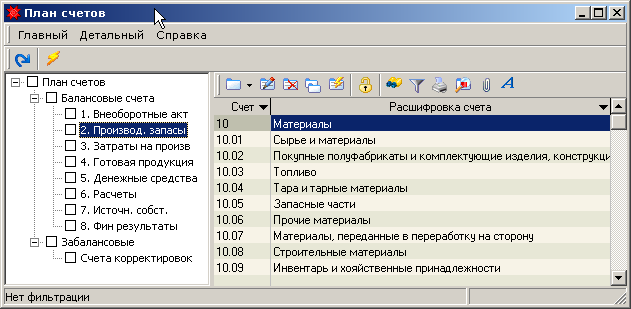 План счетов
Главный Детальный Справка
План счетов
Балансовые счета
1. Внеоборотные акт
2. Производ. запасы
3. Затраты на произв
4. Готовая продукция
5. Денежные средства
6. Расчеты
7. Источн. собст.
8. Фин результаты
Забалансовые
Счета корректировок
Счет Расшифровка счета
10 Материалы
10.01 Сырье и материалы
10.02 Покупные полуфабрикаты и комплектующие изделия, конструкци
10.03 Топливо
10.04 Тара и тарные материалы
10.05 Запасные части
10.06 Прочие материалы
10.07 Материалы, переданные в переработку на сторону
10.08 Строительные материалы
10.09 Инвентарь и хояйственные принадлежности
Нет фильтрации